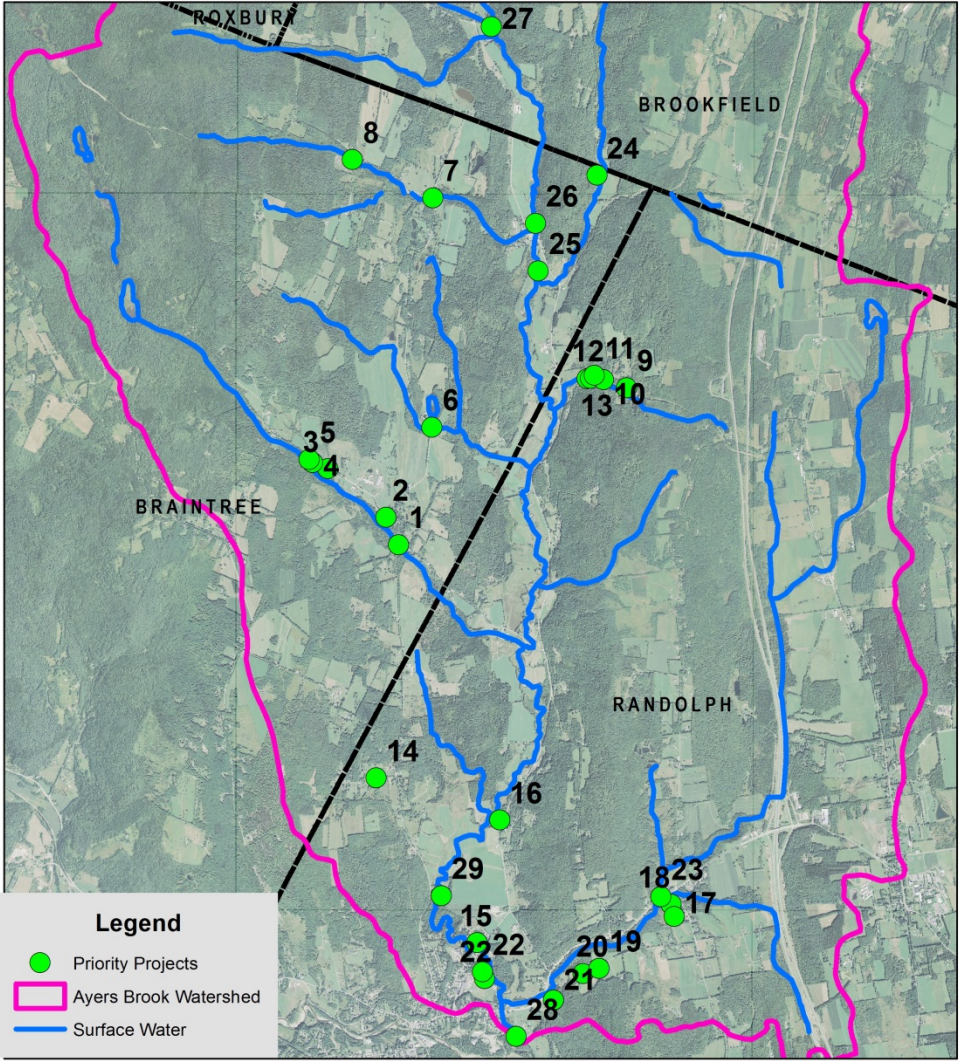 ROXBURY
27
BROOKFIELD
8
24
7
26
25
12 11 9
13 10
6
3 5
4
2
BRAINTREE
1
RANDOLPH
14
16
29
23
18
17
15
22
22
20 19
21
28
Legend
Priority Projects
Ayers Brook Watershed
Surface Water